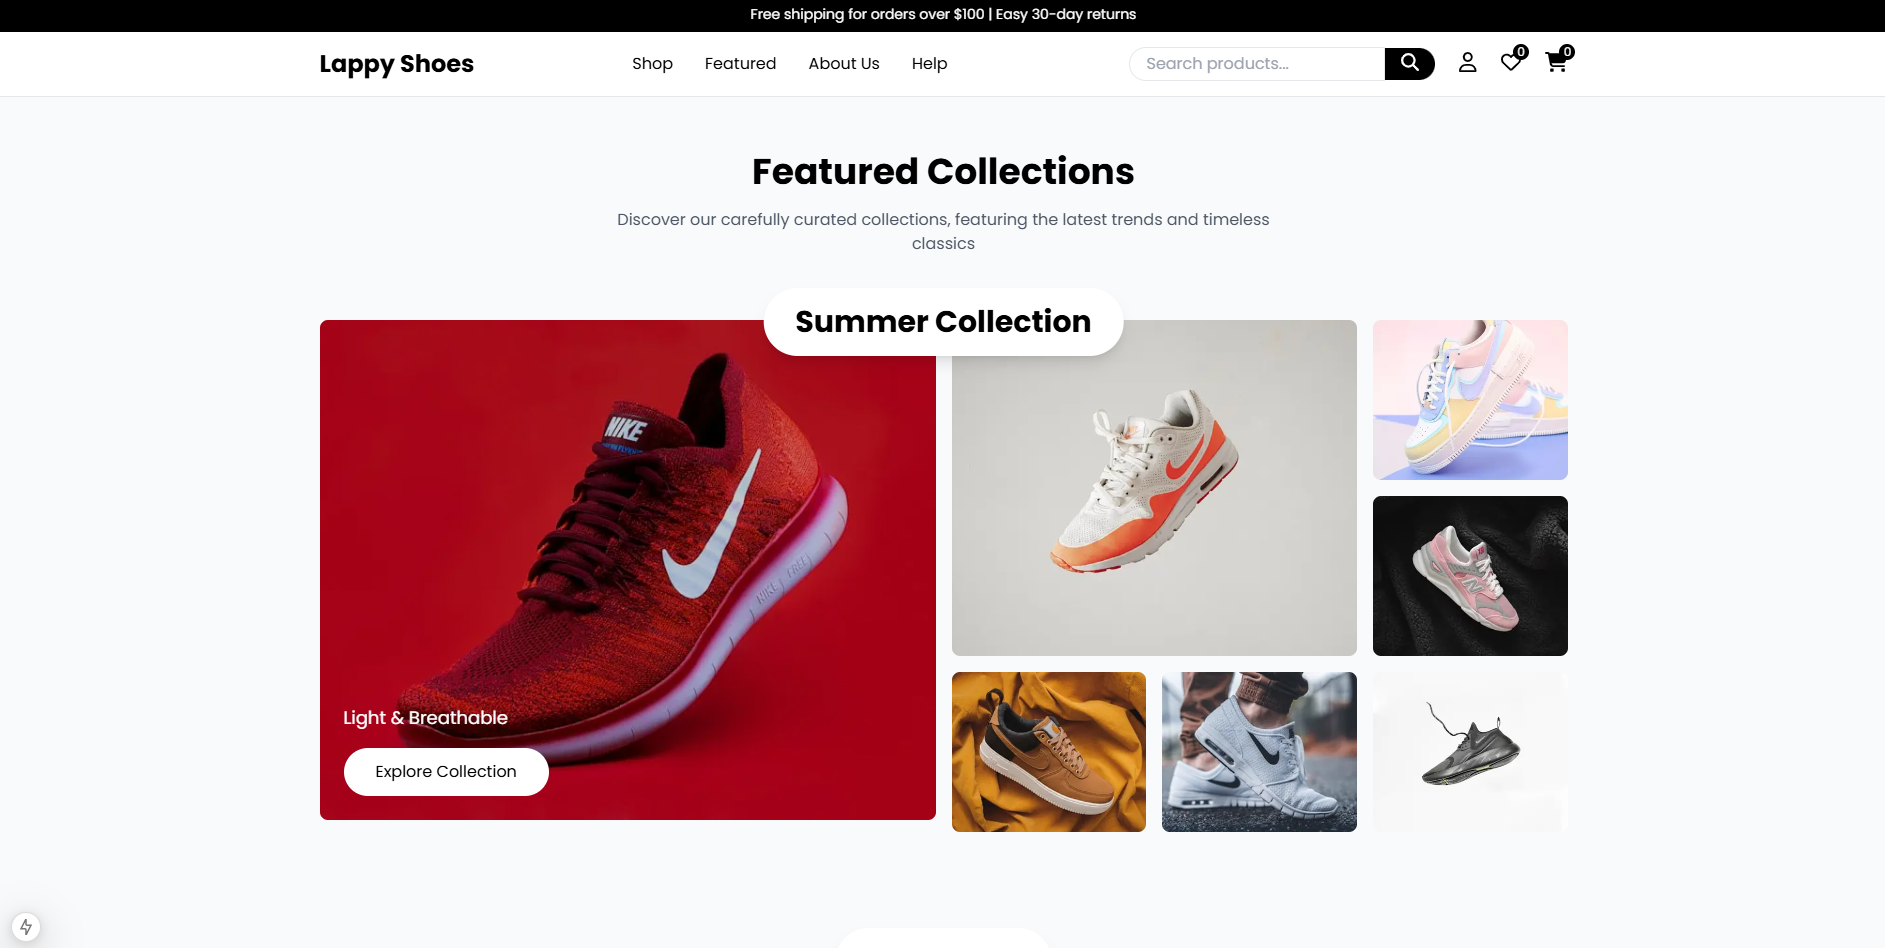 Free shipping for orders over $100 | Easy 30-day returns
Lappy Shoes
Shop
Featured
About Us
Help
Search products...
0
0
Featured Collections
Discover our carefully curated collections, featuring the latest trends and timeless
classics
Summer Collection
NIKE
NIKE FREE
Light & Breathable
Explore Collection